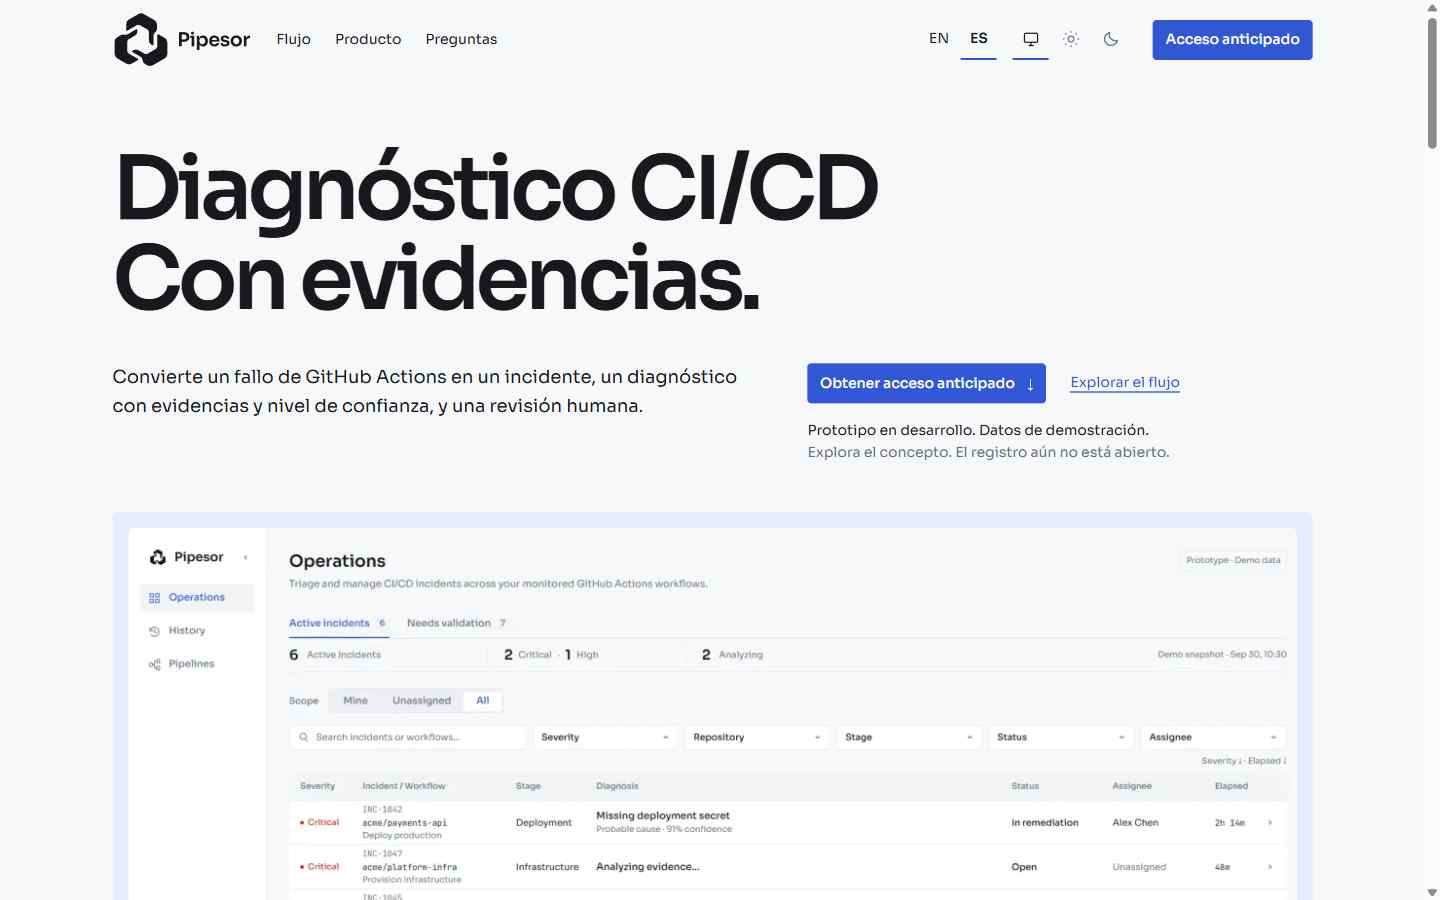 Pipesor
Flujo
Producto
Preguntas
EN
ES
Acceso anticipado
Diagnóstico CI/CD
Con evidencias.
Convierte un fallo de GitHub Actions en un incidente, un diagnóstico
con evidencias y nivel de confianza, y una revisión humana.
Obtener acceso anticipado ↓
Explorar el flujo
Prototipo en desarrollo. Datos de demostración.
Explora el concepto. El registro aún no está abierto.
Pipesor
Operations
History
Pipelines
Operations
Prototype · Demo data
Triage and manage CI/CD incidents across your monitored GitHub Actions workflows.
Active incidents 6
Needs validation 7
6 Active incidents
2 Critical · 1 High
2 Analyzing
Demo snapshot · Sep 30, 10:30
Scope
Mine
Unassigned
All
Search incidents or workflows...
Severity
Repository
Stage
Status
Assignee
Severity ↓ · Elapsed ↓
Severity
Incident / Workflow
Stage
Diagnosis
Status
Assignee
Elapsed
INC-1042
Critical
acme/payments-api
Deploy production
Deployment
Missing deployment secret
Probable cause · 91% confidence
In remediation
Alex Chen
2h 14m
INC-1047
Critical
acme/platform-infra
Provision infrastructure
Infrastructure
Analyzing evidence...
Open
Unassigned
48m
INC-1045